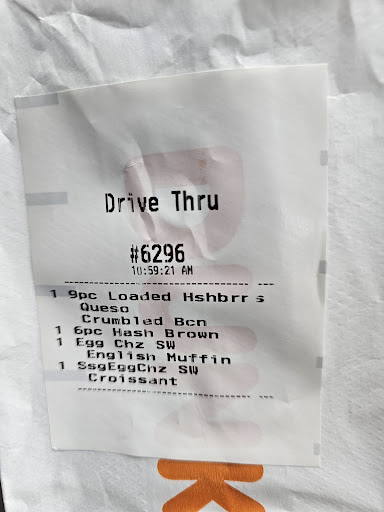 Drive Thru
#6296
10:59:21 AM
1 9pc Loaded Hshbrrs
Queso
Crumbled Bcn
1 6pc Hash Brown
1 Egg Chz SW
English Muffin
1 SsgEggChz SW
Croissant
K